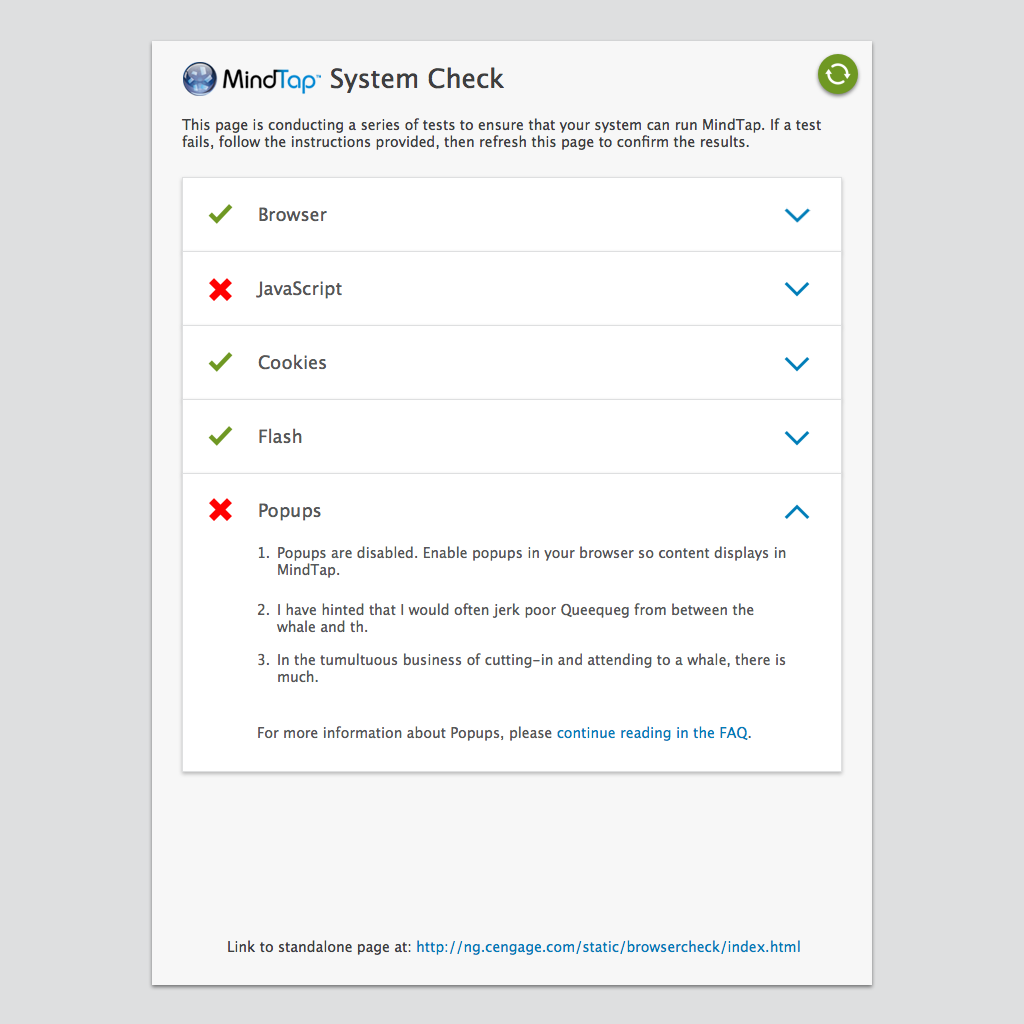 MindTap™ System Check
This page is conducting a series of tests to ensure that your system can run MindTap. If a test
fails, follow the instructions provided, then refresh this page to confirm the results.
Browser
JavaScript
Cookies
Flash
Popups
1. Popups are disabled. Enable popups in your browser so content displays in
MindTap.
2. I have hinted that I would often jerk poor Queequeg from between the
whale and th.
3. In the tumultuous business of cutting-in and attending to a whale, there is
much.
For more information about Popups, please continue reading in the FAQ.
Link to standalone page at: http://ng.cengage.com/static/browsercheck/index.html